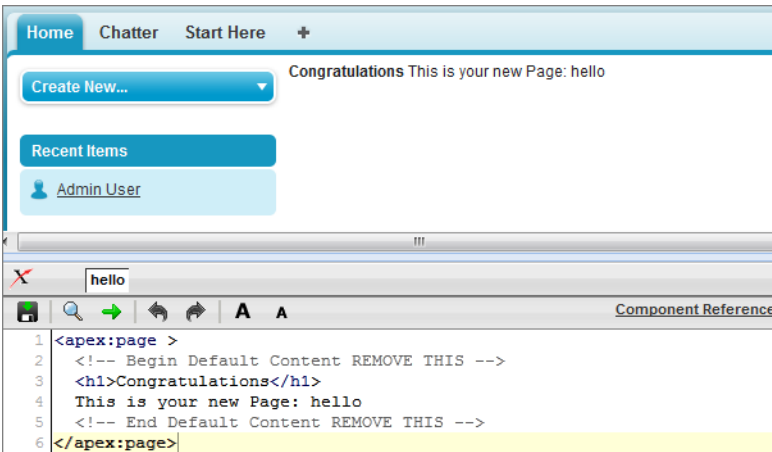 Home Chatter Start Here +
Create New...
Congratulations This is your new Page: hello
Recent Items
Admin User
hello
A A Component Reference
1 <apex:page >
2 <!-- Begin Default Content REMOVE THIS -->
3 <h1>Congratulations</h1>
4 This is your new Page: hello
5 <!-- End Default Content REMOVE THIS -->
6 </apex:page>